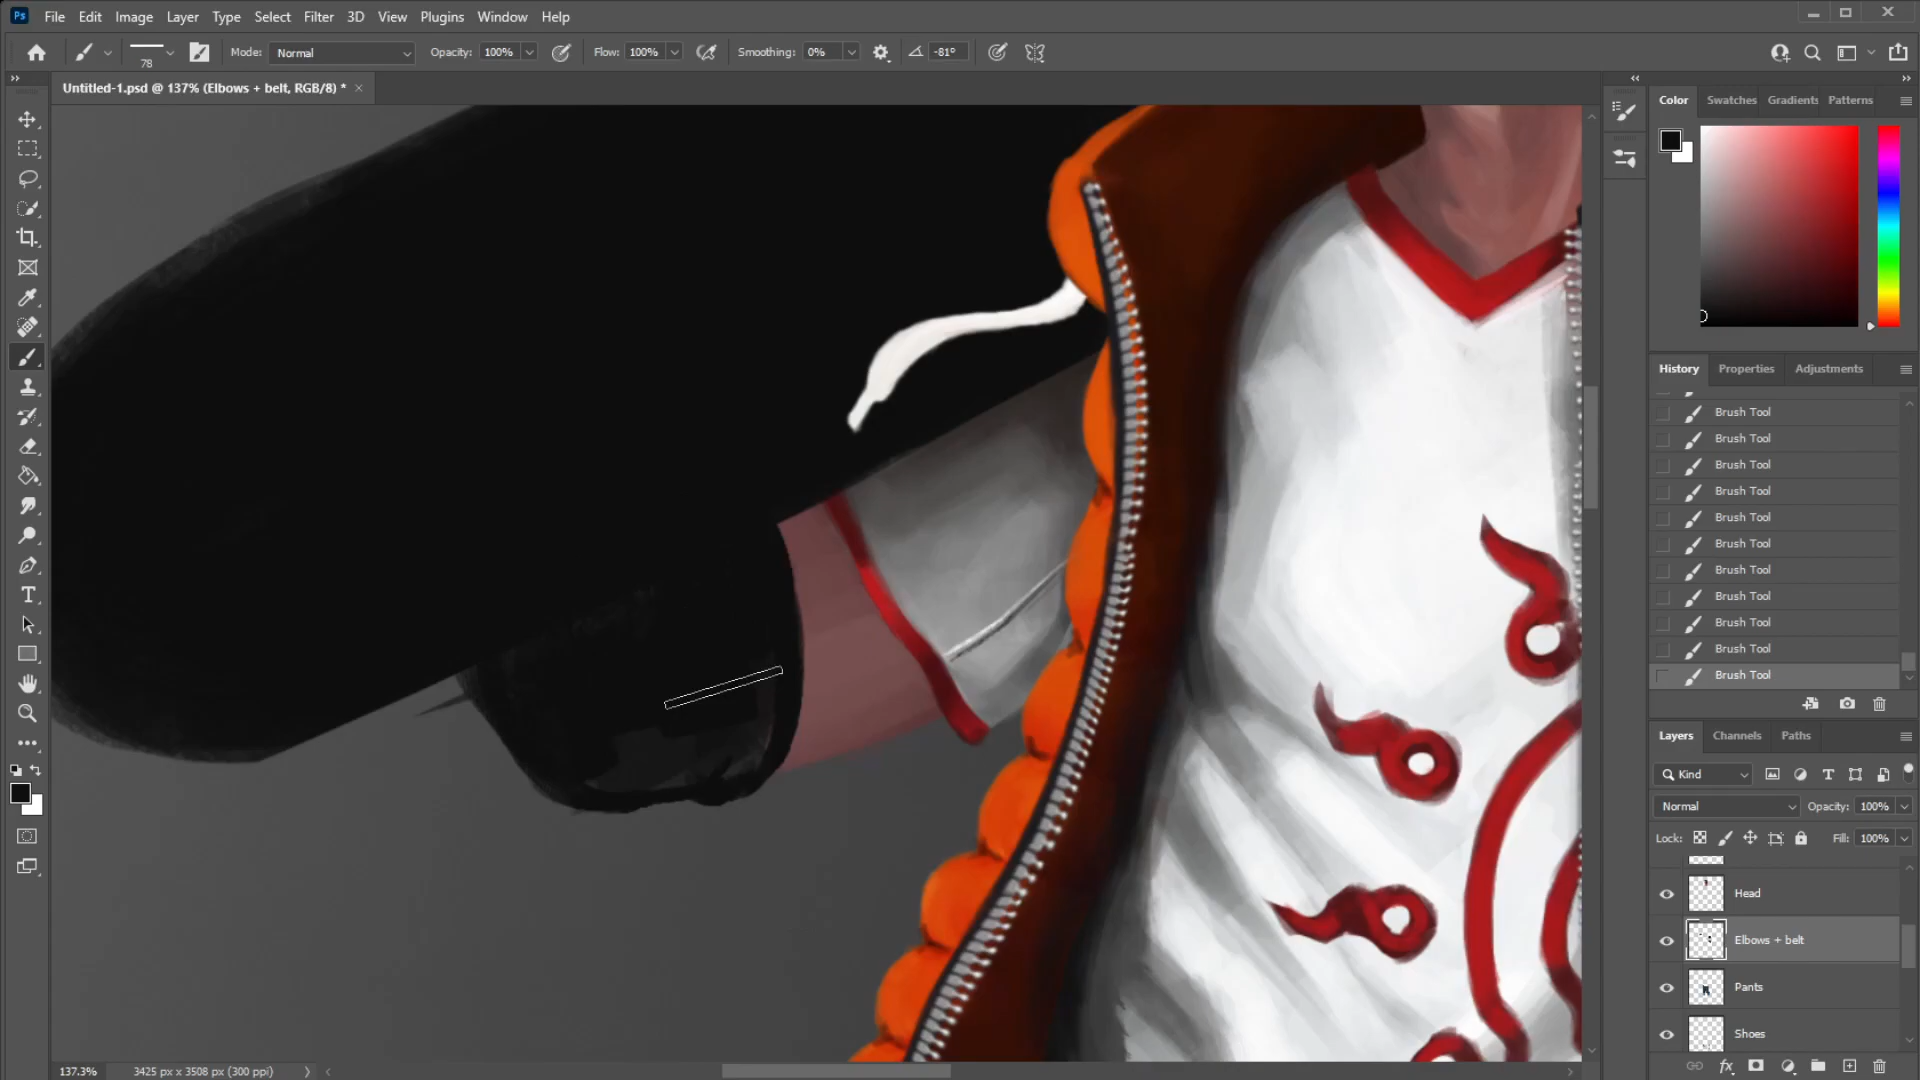 Ps File Edit Image Layer Type Select Filter 3D View Plugins Window Help
78 Mode: Normal Opacity: 100% Flow: 100% Smoothing: 0% -81°
Untitled-1.psd @ 137% (Elbows + belt, RGB/8) *
Color Swatches Gradients Patterns
History Properties Adjustments
Brush Tool
Brush Tool
Brush Tool
Brush Tool
Brush Tool
Brush Tool
Brush Tool
Brush Tool
Brush Tool
Brush Tool
Brush Tool
Layers Channels Paths
Kind
Normal Opacity: 100%
Lock: Fill: 100%
Head
Elbows + belt
Pants
Shoes
137.3% 3425 px x 3508 px (300 ppi)